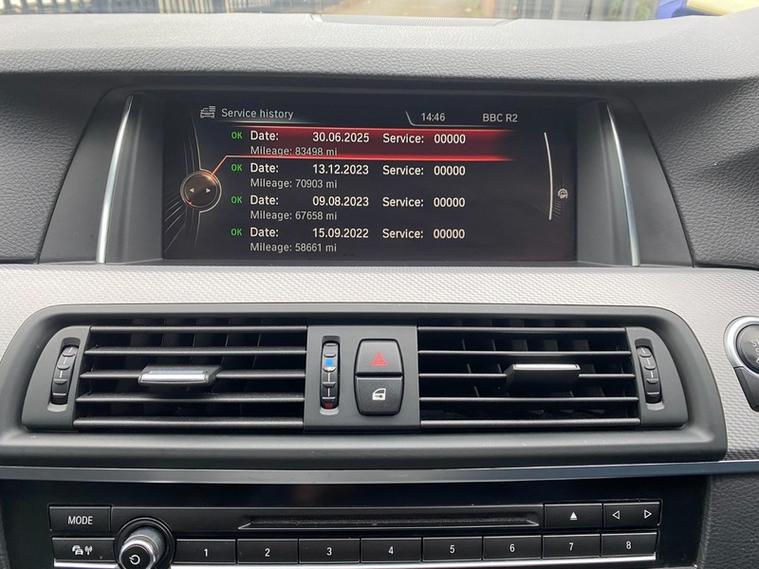 Service history 14:46 BBC R2
OK Date: 30.06.2025 Service: 00000
Mileage: 83498 mi
OK Date: 13.12.2023 Service: 00000
Mileage: 70903 mi
OK Date: 09.08.2023 Service: 00000
Mileage: 67658 mi
OK Date: 15.09.2022 Service: 00000
Mileage: 58661 mi
MODE
1 2 3 4 5 6 7 8